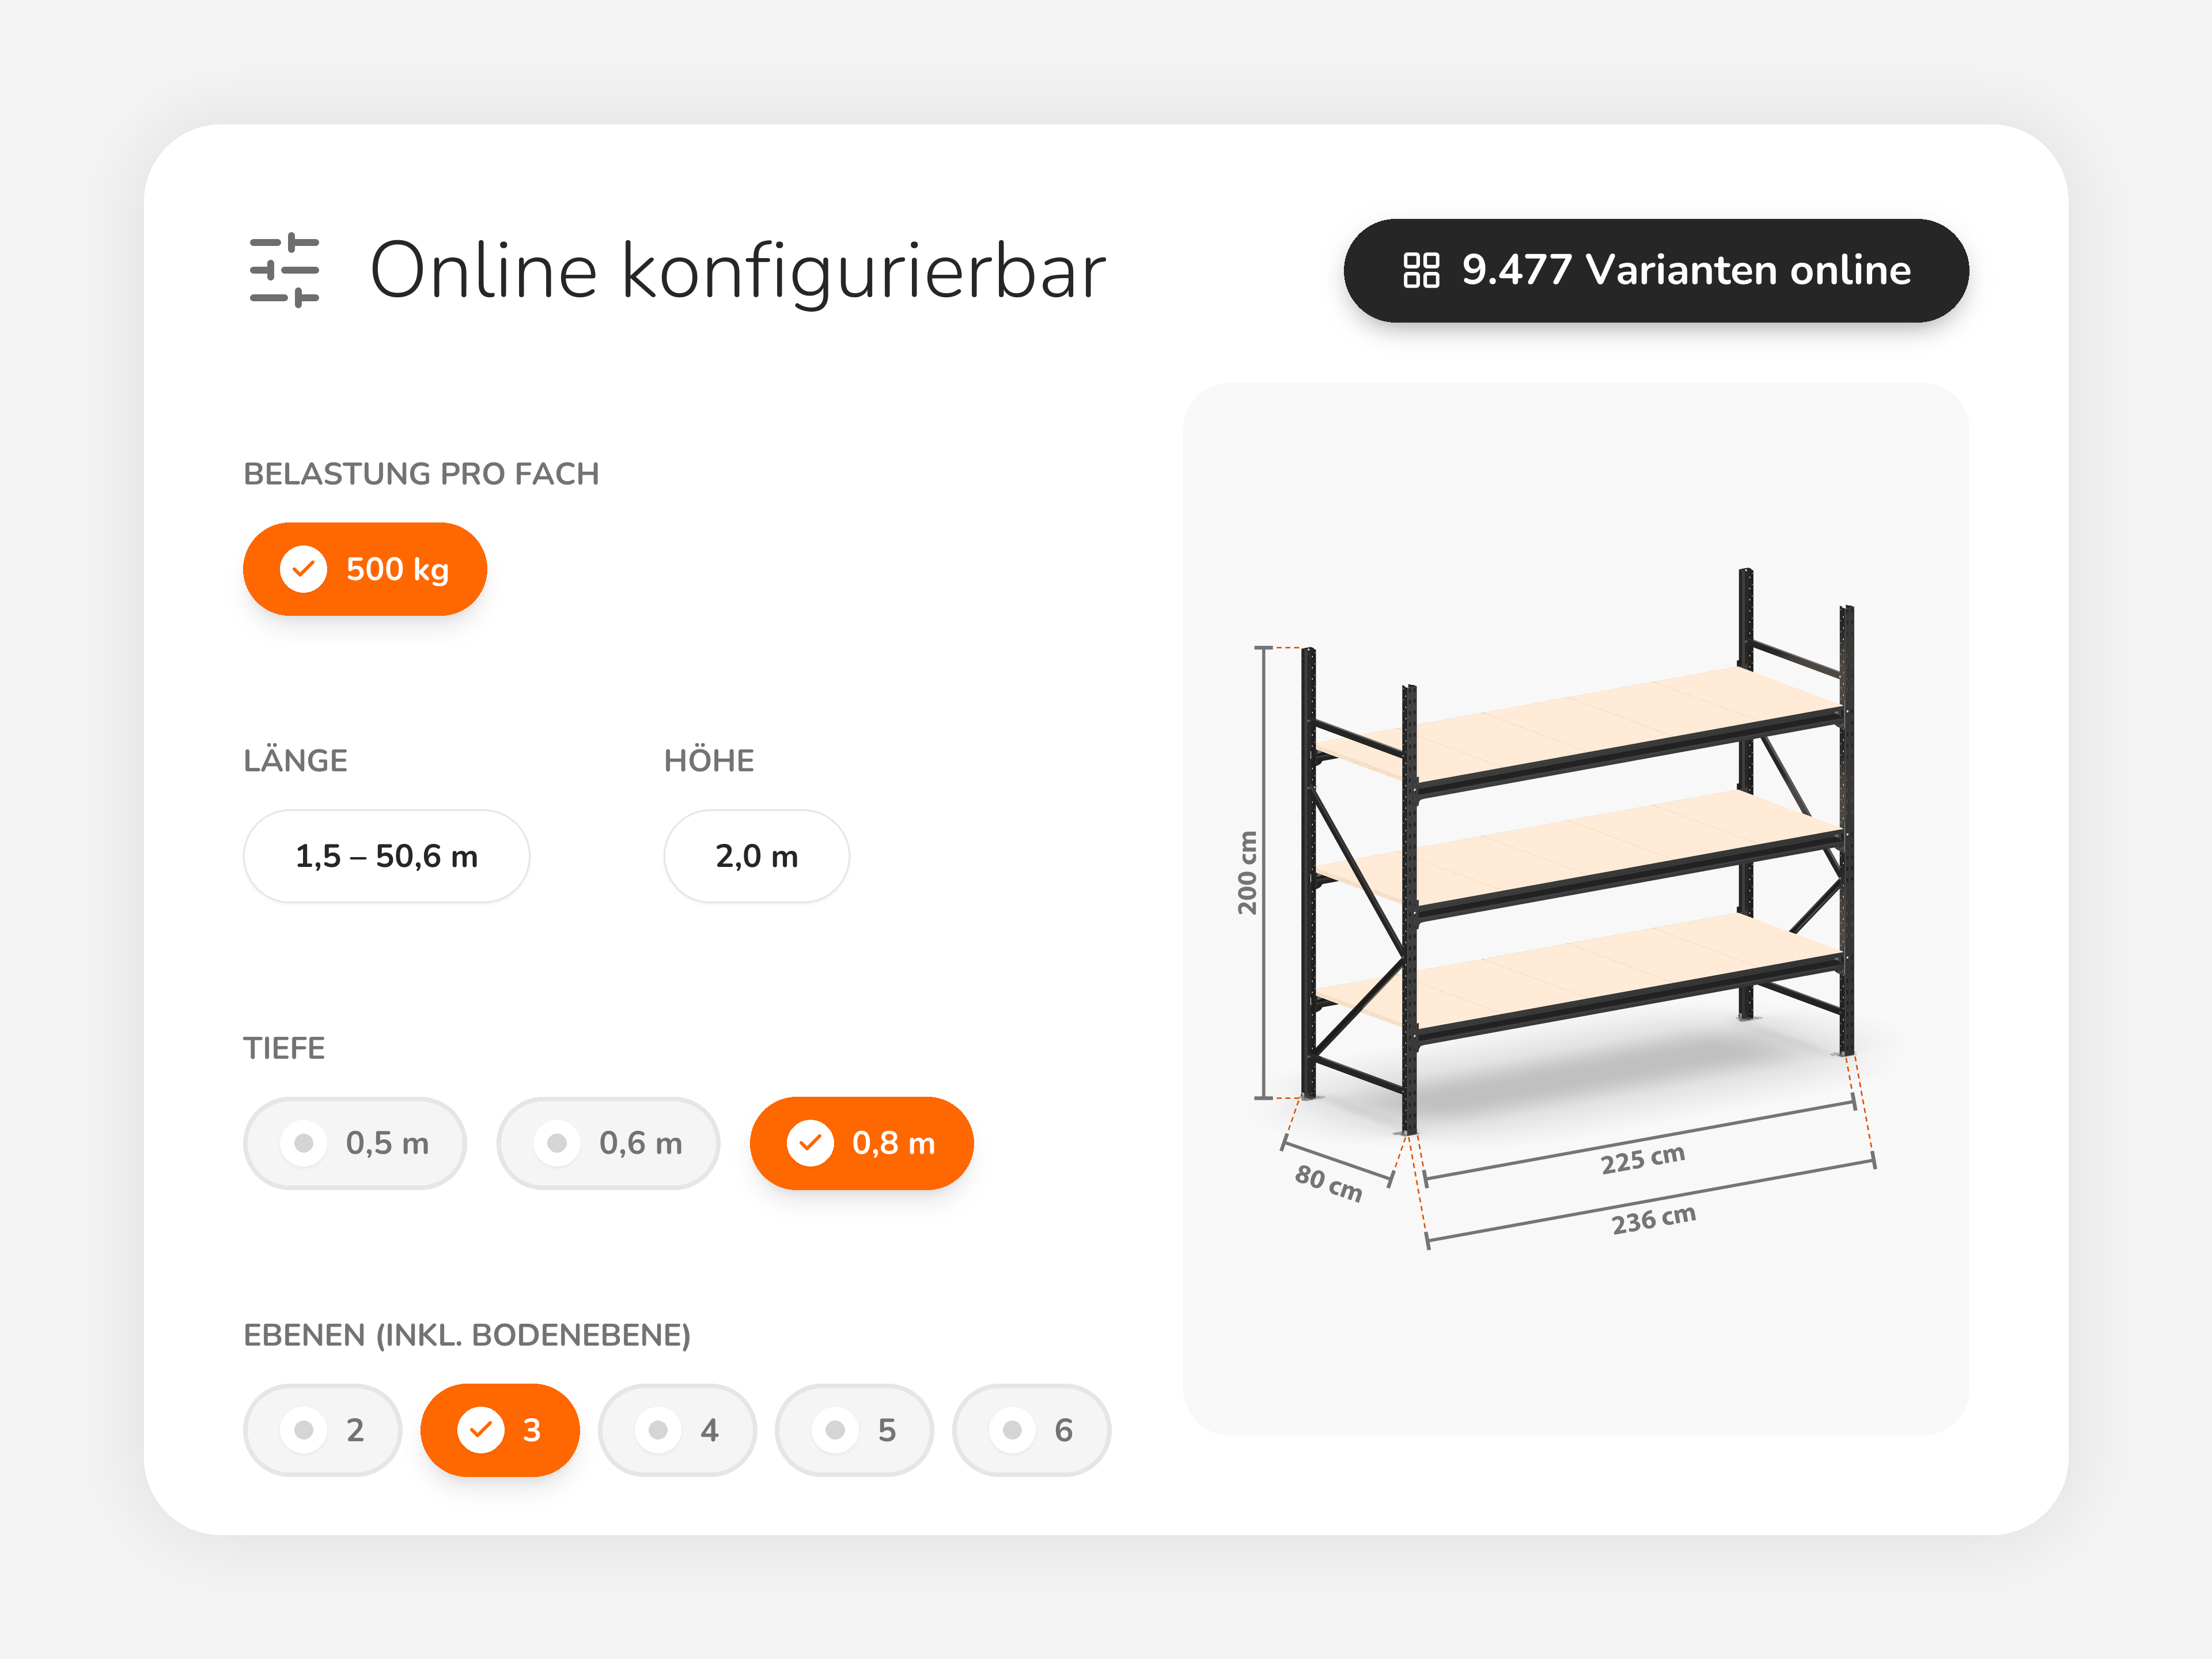 Online konfigurierbar
9.477 Varianten online
BELASTUNG PRO FACH
500 kg
LÄNGE
HÖHE
1,5 – 50,6 m
2,0 m
TIEFE
0,5 m
0,6 m
0,8 m
EBENEN (INKL. BODENEBENE)
2
3
4
5
6
200 cm
80 cm
225 cm
236 cm